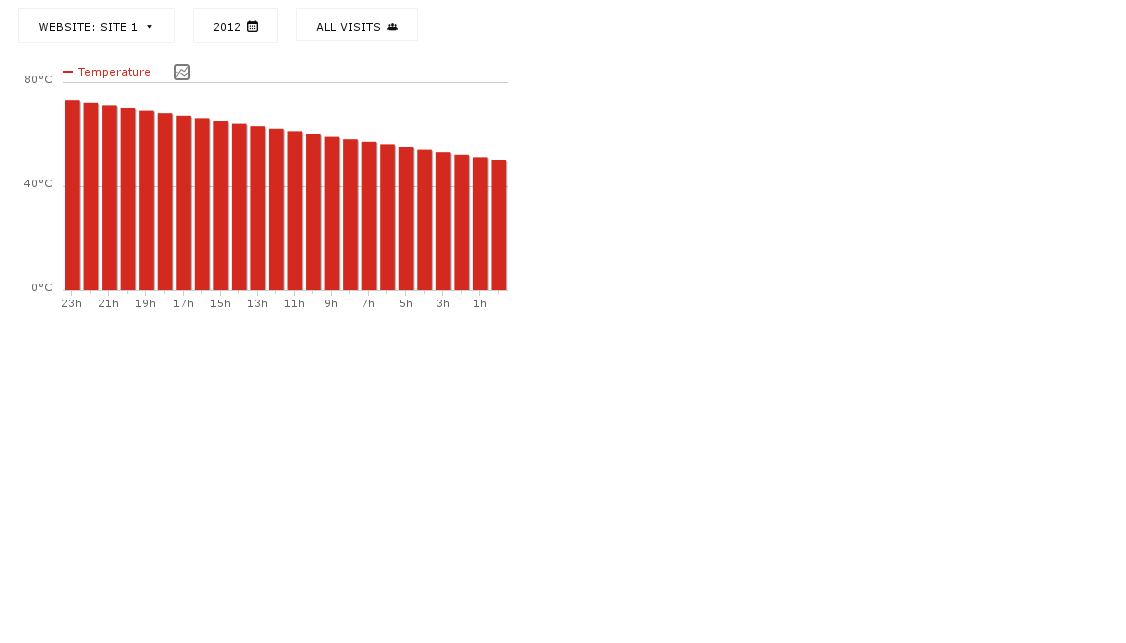 WEBSITE: SITE 1
2012
ALL VISITS
Temperature
80°C
40°C
0°C
23h 21h 19h 17h 15h 13h 11h 9h 7h 5h 3h 1h